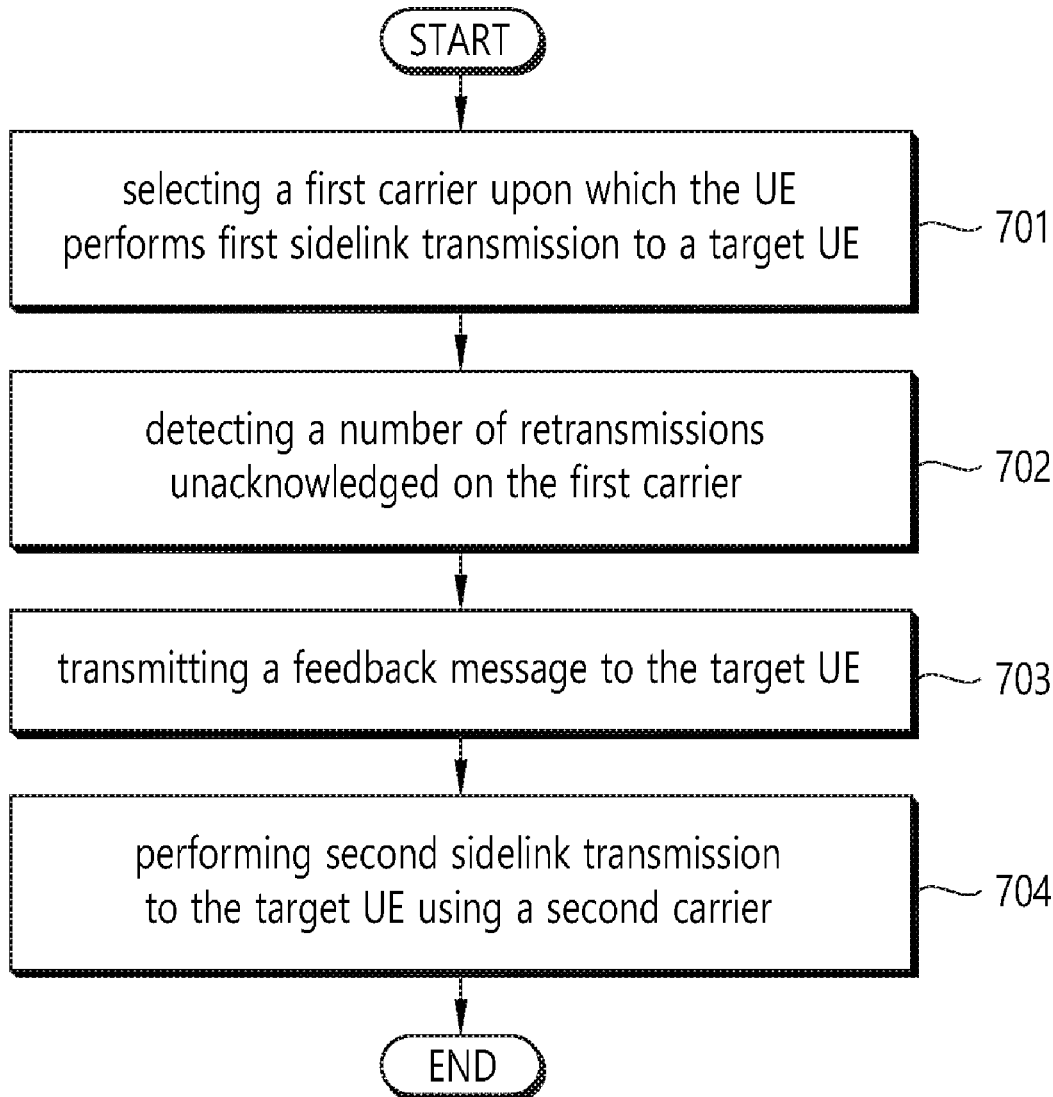 START
selecting a first carrier upon which the UE
performs first sidelink transmission to a target UE
701
detecting a number of retransmissions
unacknowledged on the first carrier
702
transmitting a feedback message to the target UE
703
performing second sidelink transmission
to the target UE using a second carrier
704
END